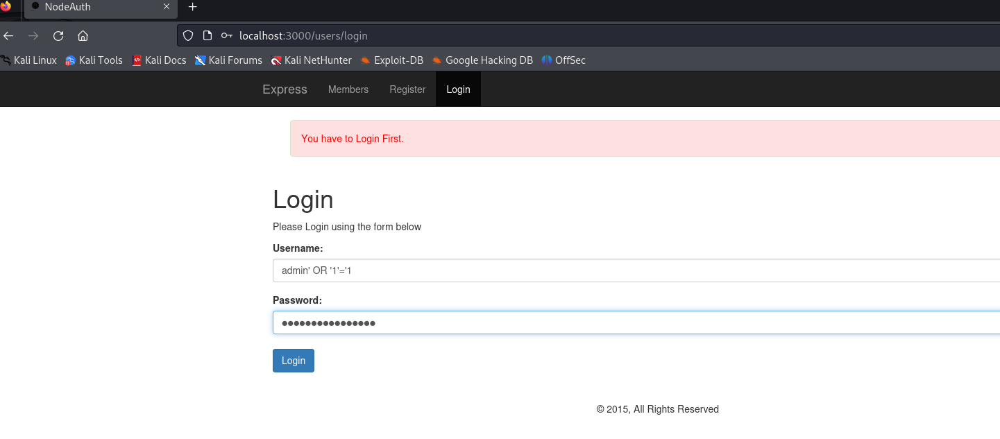 NodeAuth
localhost:3000/users/login
Kali Linux Kali Tools Kali Docs Kali Forums Kali NetHunter Exploit-DB Google Hacking DB OffSec
Express Members Register Login
You have to Login First.
Login
Please Login using the form below
Username:
admin' OR '1'='1
Password:
••••••••••••••••
Login
© 2015, All Rights Reserved